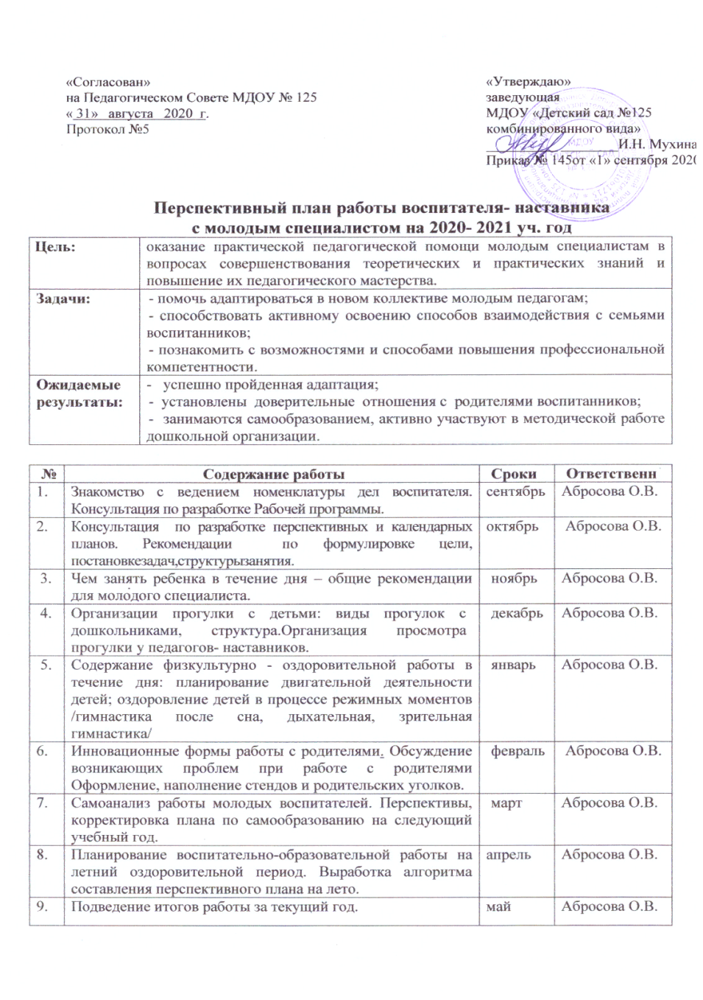 «Согласован»
на Педагогическом Совете МДОУ № 125
« 31»   августа   2020  г.
Протокол №5
«Утверждаю»
заведующая
МДОУ «Детский сад №125
комбинированного вида»
И.Н. Мухина
Приказ № 145от «1» сентября 2020
МДОУ
Перспективный план работы воспитателя- наставника
с молодым специалистом на 2020- 2021 уч. год
Цель:
оказание практической педагогической помощи молодым специалистам в
вопросах совершенствования теоретических и практических знаний и
повышение их педагогического мастерства.
Задачи:
- помочь адаптироваться в новом коллективе молодым педагогам;
- способствовать активному освоению способов взаимодействия с семьями
воспитанников;
- познакомить с возможностями и способами повышения профессиональной
компетентности.
Ожидаемые
результаты:
- успешно пройденная адаптация;
- установлены доверительные отношения с родителями воспитанников;
- занимаются самообразованием, активно участвуют в методической работе
дошкольной организации.
№ Содержание работы Сроки Ответственн
1. Знакомство с ведением номенклатуры дел воспитателя. сентябрь Абросова О.В.
Консультация по разработке Рабочей программы.
2. Консультация по разработке перспективных и календарных октябрь Абросова О.В.
планов. Рекомендации по формулировке цели,
постановкезадач,структурызанятия.
3. Чем занять ребенка в течение дня – общие рекомендации ноябрь Абросова О.В.
для молодого специалиста.
4. Организации прогулки с детьми: виды прогулок с декабрь Абросова О.В.
дошкольниками, структура.Организация просмотра
прогулки у педагогов- наставников.
5. Содержание физкультурно - оздоровительной работы в январь Абросова О.В.
течение дня: планирование двигательной деятельности
детей; оздоровление детей в процессе режимных моментов
/гимнастика после сна, дыхательная, зрительная
гимнастика/
6. Инновационные формы работы с родителями. Обсуждение февраль Абросова О.В.
возникающих проблем при работе с родителями
Оформление, наполнение стендов и родительских уголков.
7. Самоанализ работы молодых воспитателей. Перспективы, март Абросова О.В.
корректировка плана по самообразованию на следующий
учебный год.
8. Планирование воспитательно-образовательной работы на апрель Абросова О.В.
летний оздоровительный период. Выработка алгоритма
составления перспективного плана на лето.
9. Подведение итогов работы за текущий год. май Абросова О.В.